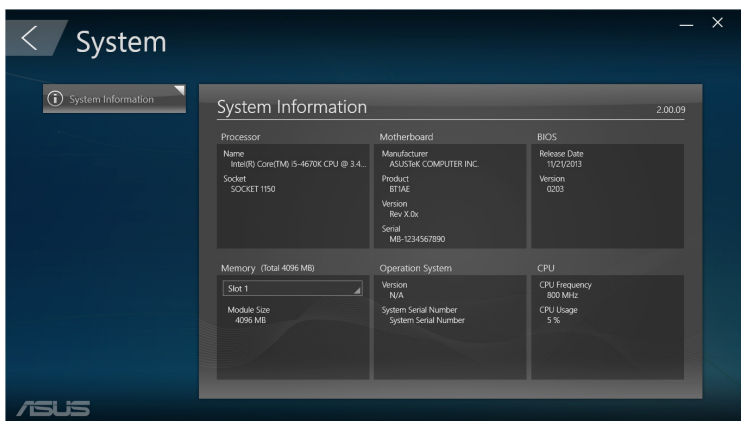 System
System Information
System Information
2.00.09
Processor
Name
Intel(R) Core(TM) i5-4670K CPU @ 3.4...
Socket
SOCKET 1150
Motherboard
Manufacturer
ASUSTeK COMPUTER INC.
Product
BT1AE
Version
Rev X.0x
Serial
MB-1234567890
BIOS
Release Date
11/21/2013
Version
0203
Memory (Total 4096 MB)
Slot 1
Module Size
4096 MB
Operation System
Version
N/A
System Serial Number
System Serial Number
CPU
CPU Frequency
800 MHz
CPU Usage
5 %
ASUS